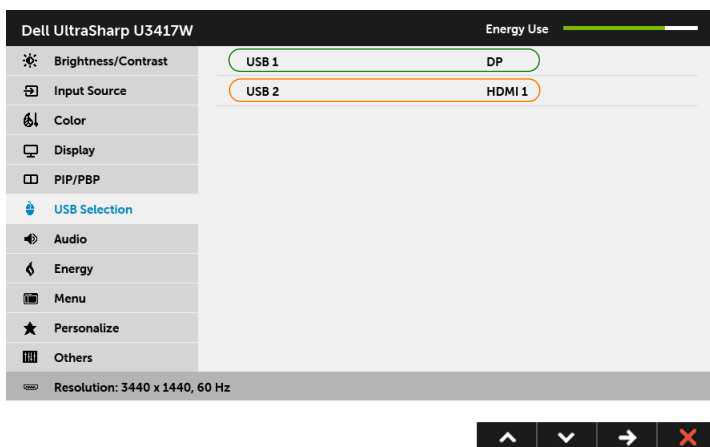 Dell UltraSharp U3417W Energy Use
Brightness/Contrast USB 1 DP
Input Source USB 2 HDMI 1
Color
Display
PIP/PBP
USB Selection
Audio
Energy
Menu
Personalize
Others
Resolution: 3440 x 1440, 60 Hz